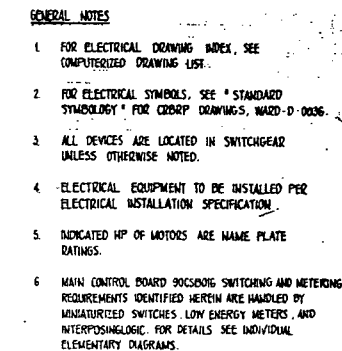 GENERAL NOTES
1. FOR ELECTRICAL DRAWING INDEX, SEE
COMPUTERIZED DRAWING LIST.
2 FOR ELECTRICAL SYMBOLS, SEE "STANDARD
SYMBOLOGY" FOR CRBRP DRAWINGS, WARD-D-0036.
3. ALL DEVICES ARE LOCATED IN SWITCHGEAR
UNLESS OTHERWISE NOTED.
4. ELECTRICAL EQUIPMENT TO BE INSTALLED PER
ELECTRICAL INSTALLATION SPECIFICATION.
5. INDICATED HP OF MOTORS ARE NAME PLATE
RATINGS.
6 MAIN CONTROL BOARD SWITCHING AND METERING
REQUIREMENTS IDENTIFIED HEREIN ARE HANDLED BY
MINIATURIZED SWITCHES. LOW ENERGY METERS, AND
INTERPOSINGLOGIC. FOR DETAILS SEE INDIVIDUAL
ELEMENTARY DIAGRAMS.